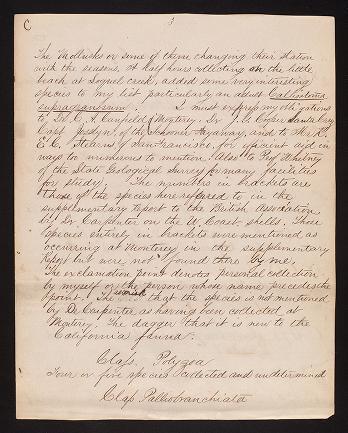 C
3
The Mollusks or some of them changing their station
with the seasons, A half hours collecting on the little
beach at Soquel creek, added some very interesting
species to my list particularly an adult Calliostoma
supragranosum. I must express my obligations
to Dr. C. A. Canfield, Monterey. Dr. J. G. Cooper Santa Cruz
Capt. of the Schooner and to Mr. R.
E. C. Stearns of San Francisco, for efficient aid in
ways too numerous to mention. Also to Prof. Whitney
of the State Geological Survey for many facilities
for study. The numbers in brackets are
those of the species here referred to in the
supplementary report to the British Association
by Dr. Carpenter on the W. Coast shells. Those
species entirely in brackets were mentioned as
occurring at Monterey in the supplementary
report but were not found there by me.
The exclamation point denotes personal collection
by myself or the person whose name precedes the
point. The that the species is not mentioned
by Dr Carpenter as having been collected at
Monterey. The dagger that it is new to the
California fauna.
Class. Polyzoa
Four or five species collected and undetermined
Class Palliobranchiata